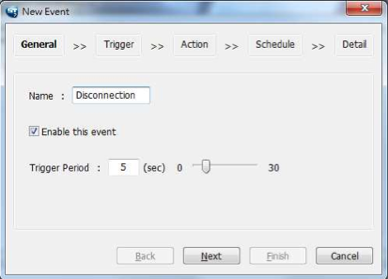 New Event
General >> Trigger >> Action >> Schedule >> Detail
Name : Disconnection
Enable this event
Trigger Period : 5 (sec) 0 30
Back Next Finish Cancel